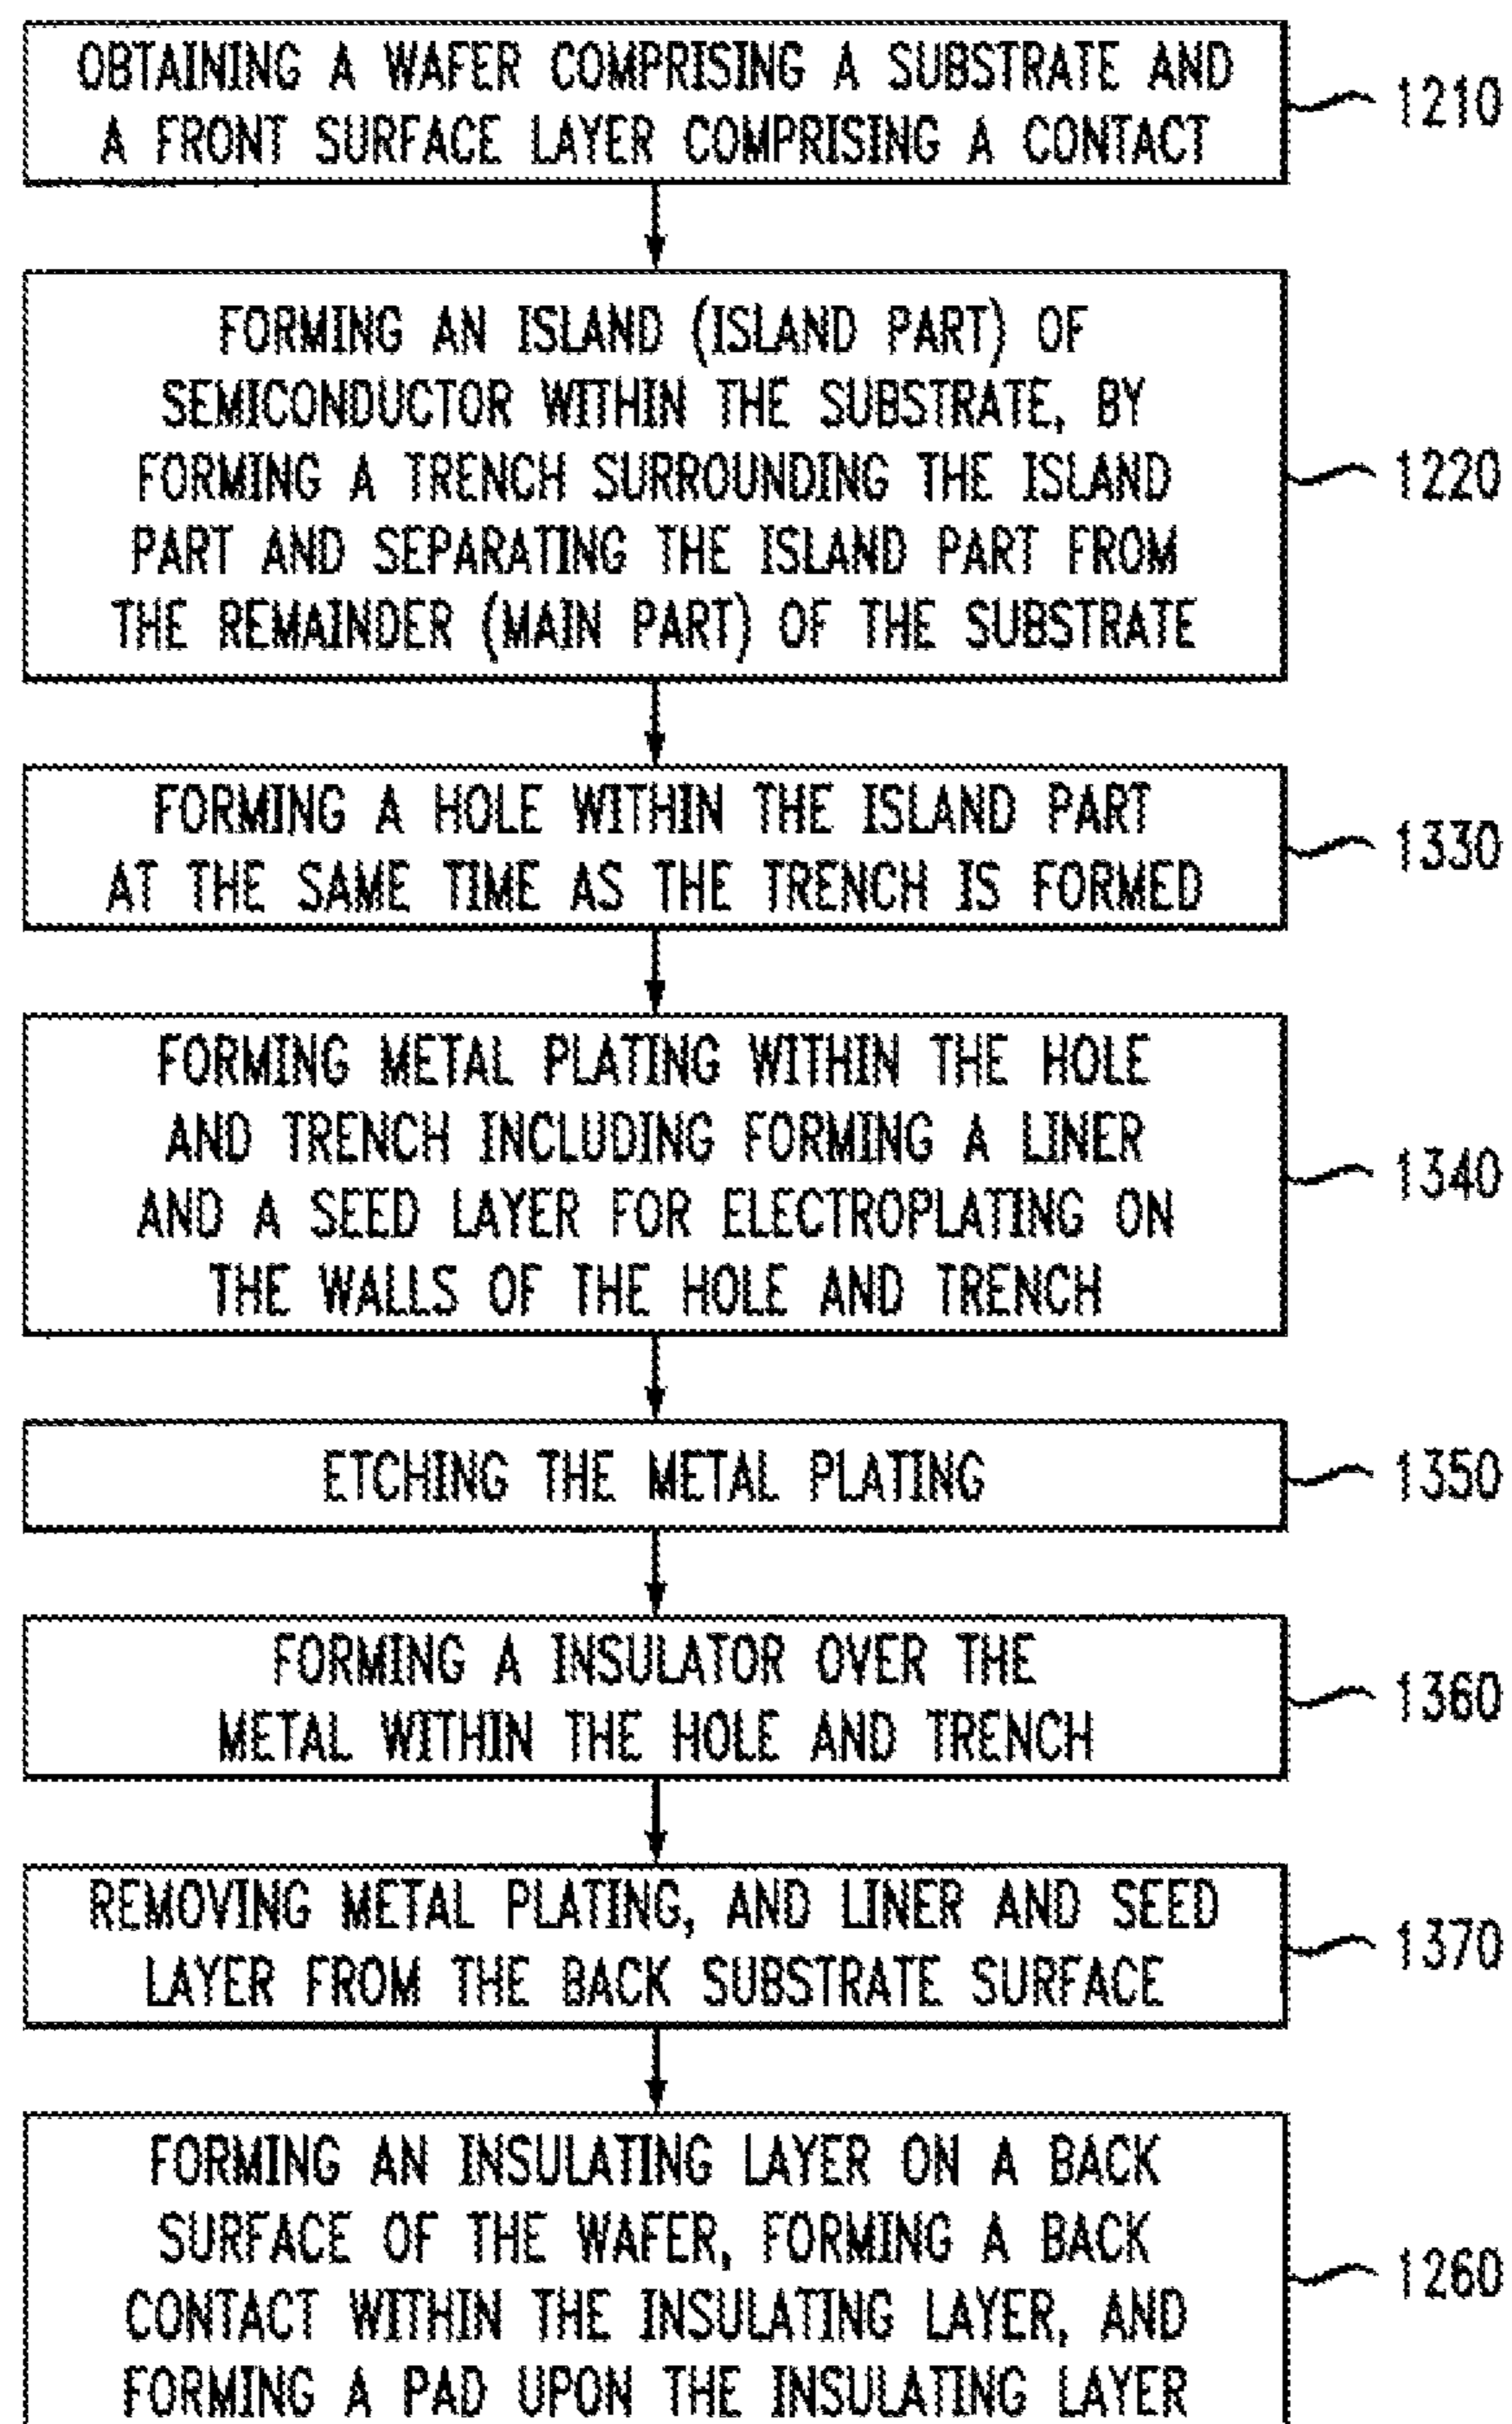 OBTAINING A WAFER COMPRISING A SUBSTRATE AND
A FRONT SURFACE LAYER COMPRISING A CONTACT
1210
FORMING AN ISLAND (ISLAND PART) OF
SEMICONDUCTOR WITHIN THE SUBSTRATE, BY
FORMING A TRENCH SURROUNDING THE ISLAND
PART AND SEPARATING THE ISLAND PART FROM
THE REMAINDER (MAIN PART) OF THE SUBSTRATE
1220
FORMING A HOLE WITHIN THE ISLAND PART
AT THE SAME TIME AS THE TRENCH IS FORMED
1330
FORMING METAL PLATING WITHIN THE HOLE
AND TRENCH INCLUDING FORMING A LINER
AND A SEED LAYER FOR ELECTROPLATING ON
THE WALLS OF THE HOLE AND TRENCH
1340
ETCHING THE METAL PLATING
1350
FORMING A INSULATOR OVER THE
METAL WITHIN THE HOLE AND TRENCH
1360
REMOVING METAL PLATING, AND LINER AND SEED
LAYER FROM THE BACK SUBSTRATE SURFACE
1370
FORMING AN INSULATING LAYER ON A BACK
SURFACE OF THE WAFER, FORMING A BACK
CONTACT WITHIN THE INSULATING LAYER, AND
FORMING A PAD UPON THE INSULATING LAYER
1260